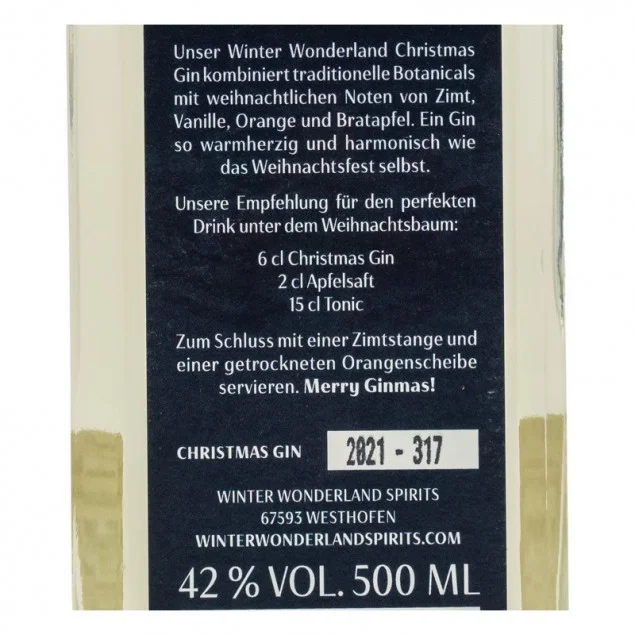 Unser Winter Wonderland Christmas
Gin kombiniert traditionelle Botanicals
mit weihnachtlichen Noten von Zimt,
Vanille, Orange und Bratapfel. Ein Gin
so warmherzig und harmonisch wie
das Weihnachtsfest selbst.
Unsere Empfehlung für den perfekten
Drink unter dem Weihnachtsbaum:
6 cl Christmas Gin
2 cl Apfelsaft
15 cl Tonic
Zum Schluss mit einer Zimtstange und
einer getrockneten Orangenscheibe
servieren. Merry Ginmas!
CHRISTMAS GIN 2021 - 317
WINTER WONDERLAND SPIRITS
67593 WESTHOFEN
WINTERWONDERLANDSPIRITS.COM
42 % VOL. 500 ML